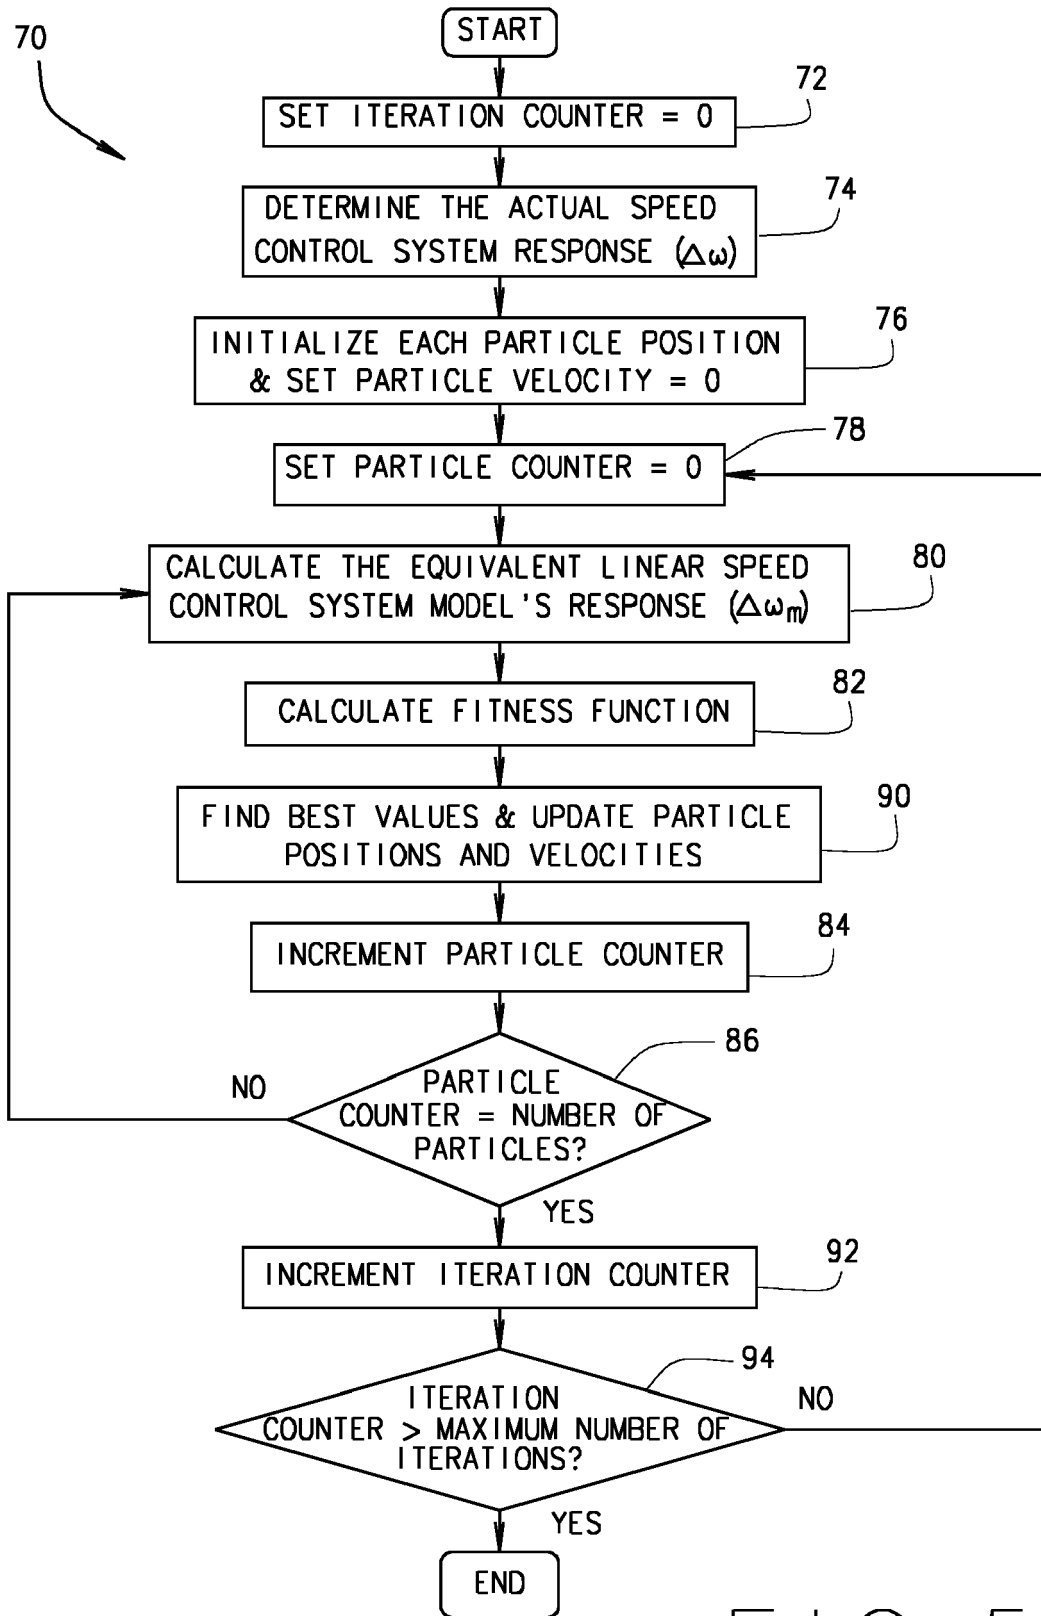 70
START
72
SET ITERATION COUNTER = 0
74
DETERMINE THE ACTUAL SPEED
CONTROL SYSTEM RESPONSE (Δω)
76
INITIALIZE EACH PARTICLE POSITION
& SET PARTICLE VELOCITY = 0
78
SET PARTICLE COUNTER = 0
80
CALCULATE THE EQUIVALENT LINEAR SPEED
CONTROL SYSTEM MODEL'S RESPONSE (Δωm)
82
CALCULATE FITNESS FUNCTION
90
FIND BEST VALUES & UPDATE PARTICLE
POSITIONS AND VELOCITIES
84
INCREMENT PARTICLE COUNTER
86
NO
PARTICLE
COUNTER = NUMBER OF
PARTICLES?
YES
92
INCREMENT ITERATION COUNTER
94
NO
ITERATION
COUNTER > MAXIMUM NUMBER OF
ITERATIONS?
YES
END